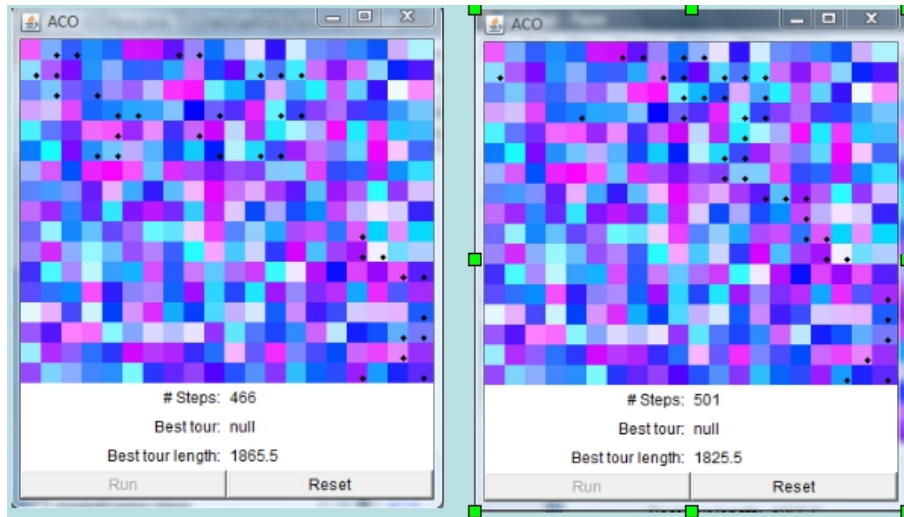 ACO
# Steps: 466
Best tour: null
Best tour length: 1865.5
Run Reset
ACO
# Steps: 501
Best tour: null
Best tour length: 1825.5
Run Reset